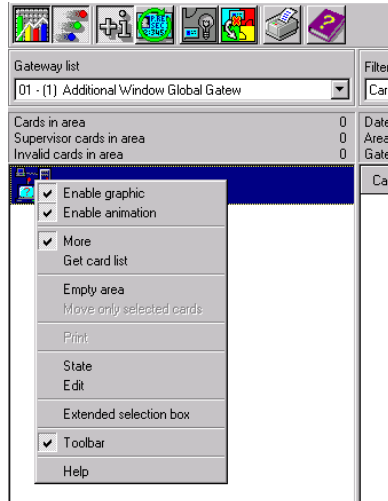 Gateway list
Filter
01 - (1) Additional Window Global Gatew
Car
Cards in area 0
Supervisor cards in area 0
Invalid cards in area 0
Date
Area
Gate
Ca
Enable graphic
Enable animation
More
Get card list
Empty area
Move only selected cards
Print
State
Edit
Extended selection box
Toolbar
Help